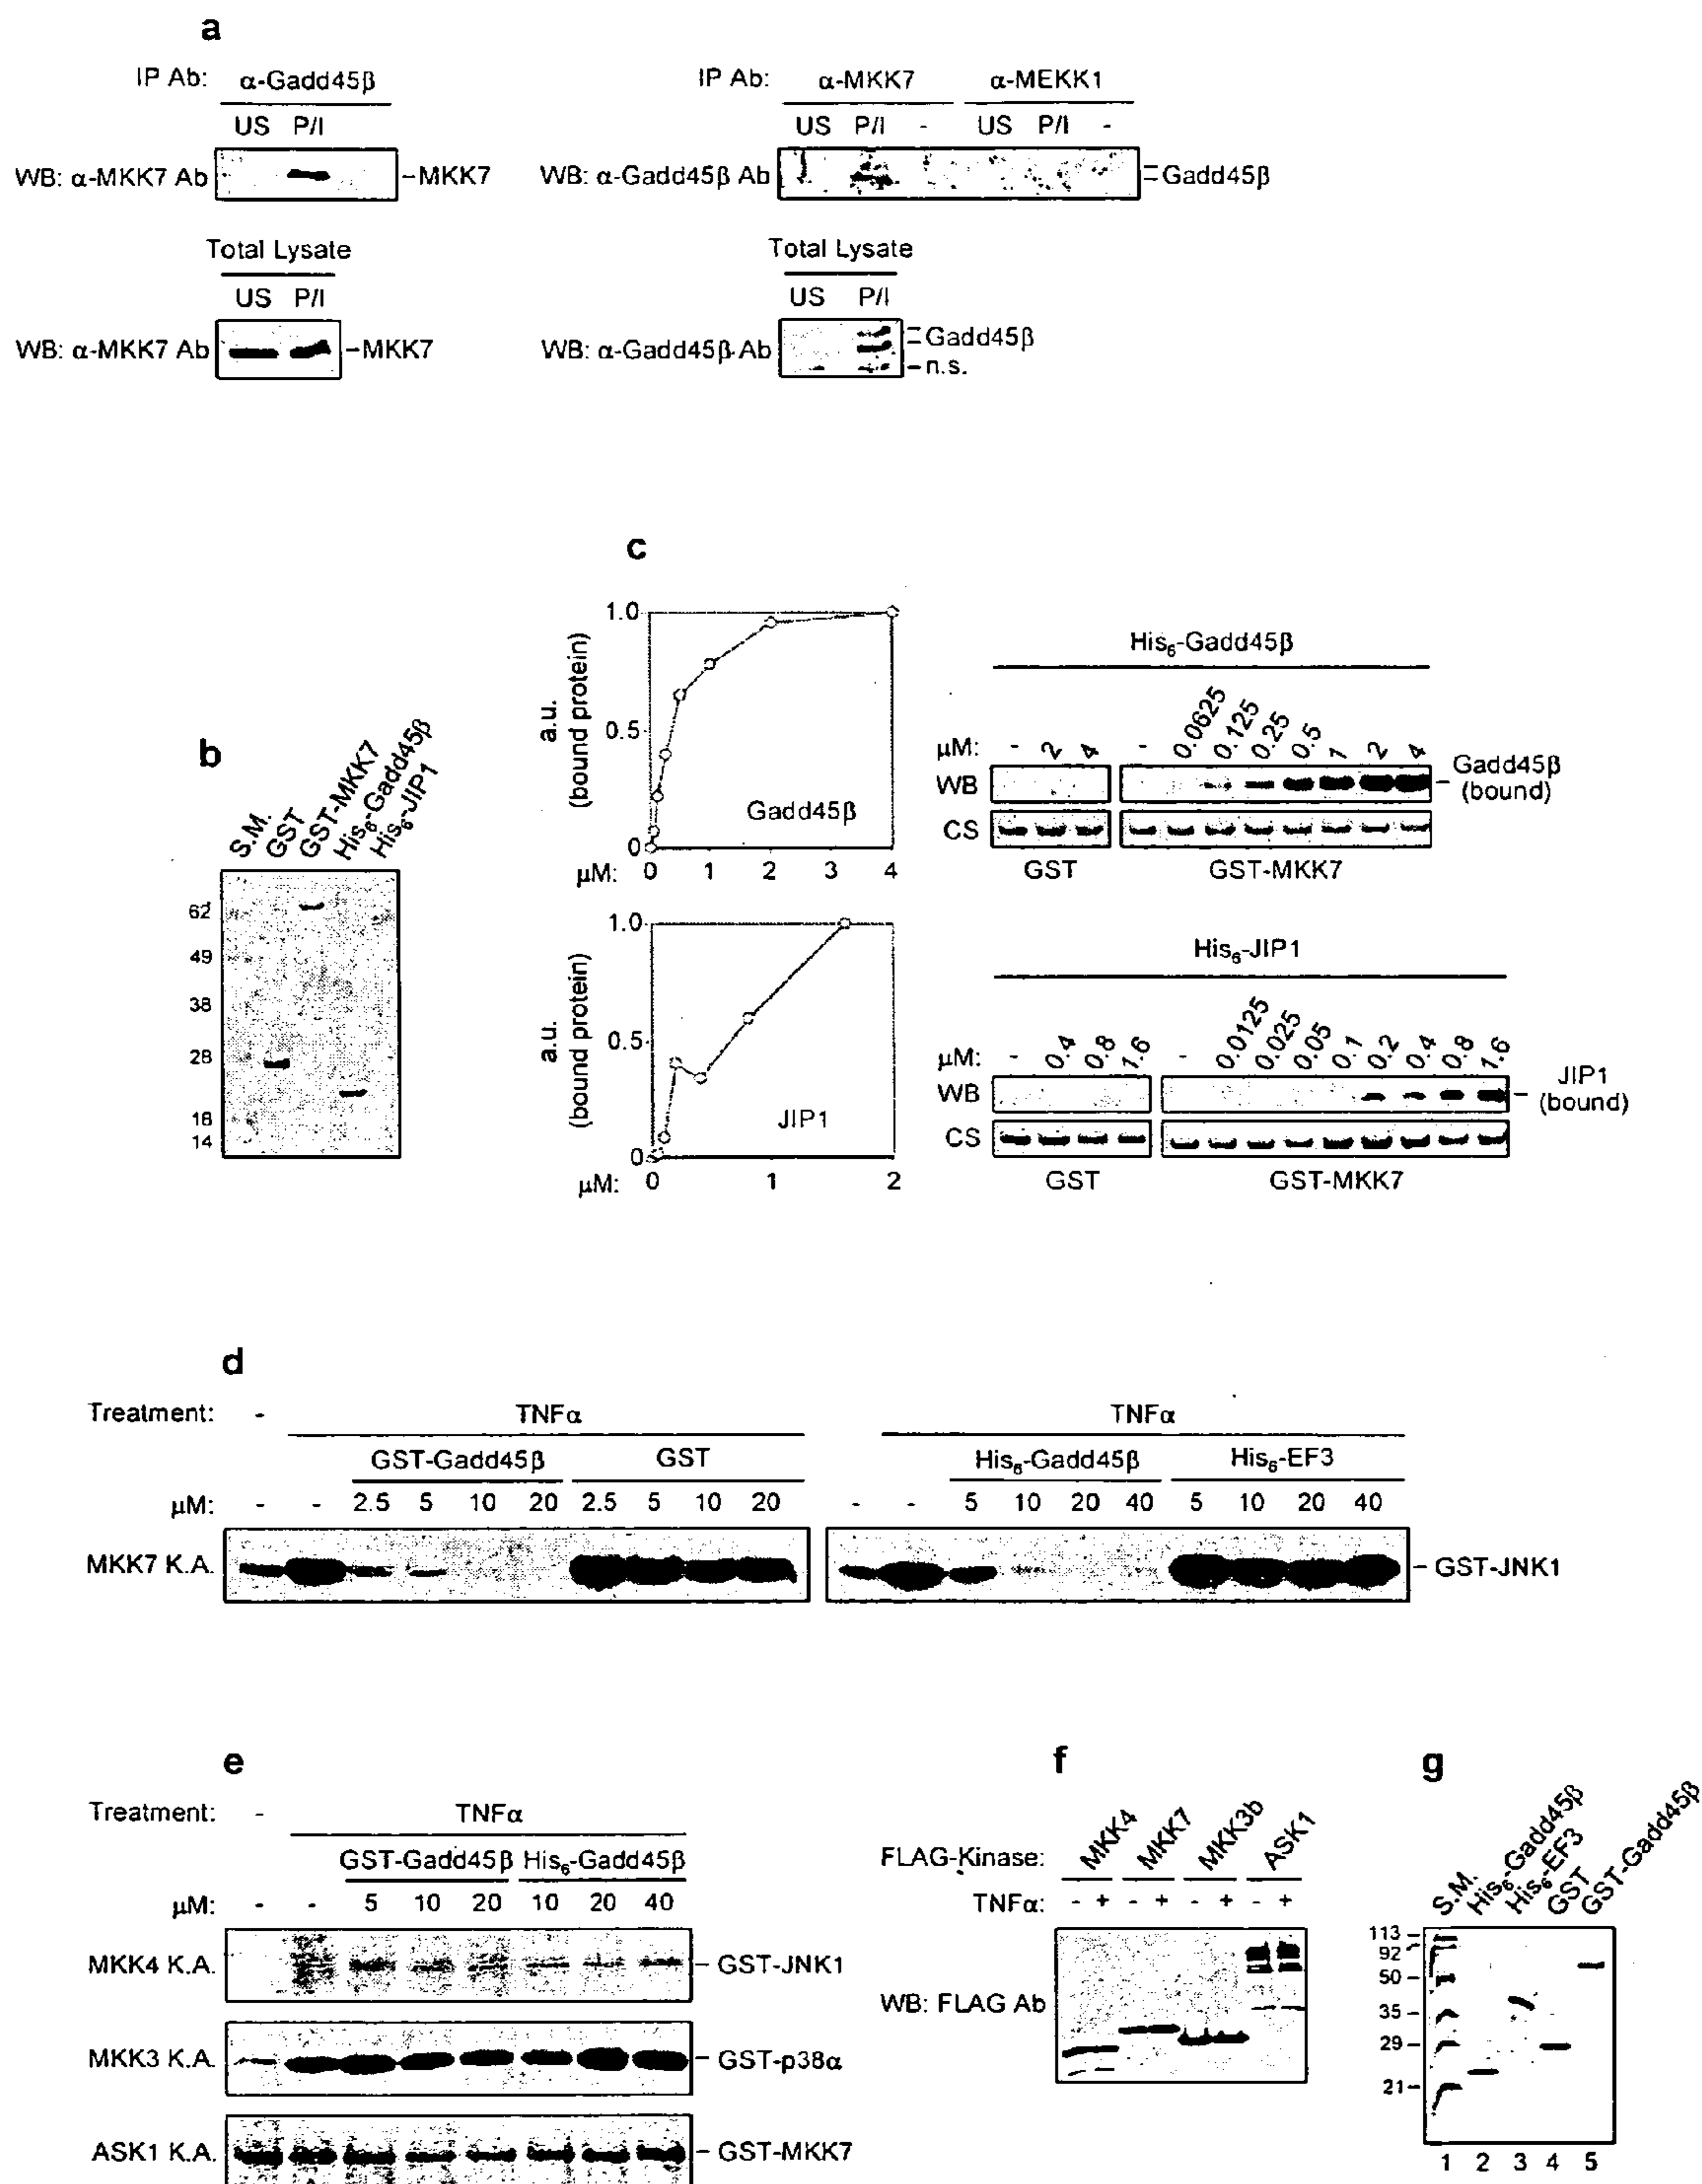 a
IP Ab: α-Gadd45β
US P/I
WB: α-MKK7 Ab -MKK7
Total Lysate
US P/I
WB: α-MKK7 Ab -MKK7
IP Ab: α-MKK7 α-MEKK1
US P/I - US P/I -
WB: α-Gadd45β Ab Gadd45β
Total Lysate
US P/I
WB: α-Gadd45β Ab Gadd45β
n.s.
b
S.M. GST GST-MKK7 His6-Gadd45β His6-JIP1
62
49
38
28
18
14
c
a.u.
(bound protein)
1.0
0.5
0
Gadd45β
μM: 0 1 2 3 4
His6-Gadd45β
μM: - 2 4 - 0.0625 0.125 0.25 0.5 1 2 4
WB Gadd45β
(bound)
CS
GST GST-MKK7
a.u.
(bound protein)
1.0
0.5
0
JIP1
μM: 0 1 2
His6-JIP1
μM: - 0.4 0.8 1.6 - 0.0125 0.025 0.05 0.1 0.2 0.4 0.8 1.6
WB JIP1
(bound)
CS
GST GST-MKK7
d
Treatment: - TNFα TNFα
GST-Gadd45β GST His6-Gadd45β His6-EF3
μM: - - 2.5 5 10 20 2.5 5 10 20 - - 5 10 20 40 5 10 20 40
MKK7 K.A. - GST-JNK1
e
Treatment: - TNFα
GST-Gadd45β His6-Gadd45β
μM: - - 5 10 20 10 20 40
MKK4 K.A. - GST-JNK1
MKK3 K.A. - GST-p38α
ASK1 K.A. - GST-MKK7
f
FLAG-Kinase: MKK4 MKK7 MKK3b ASK1
TNFα: - + - + - + - +
WB: FLAG Ab
g
S.M. His6-Gadd45β His6-EF3 GST GST-Gadd45β
113
92
50
35
29
21
1 2 3 4 5